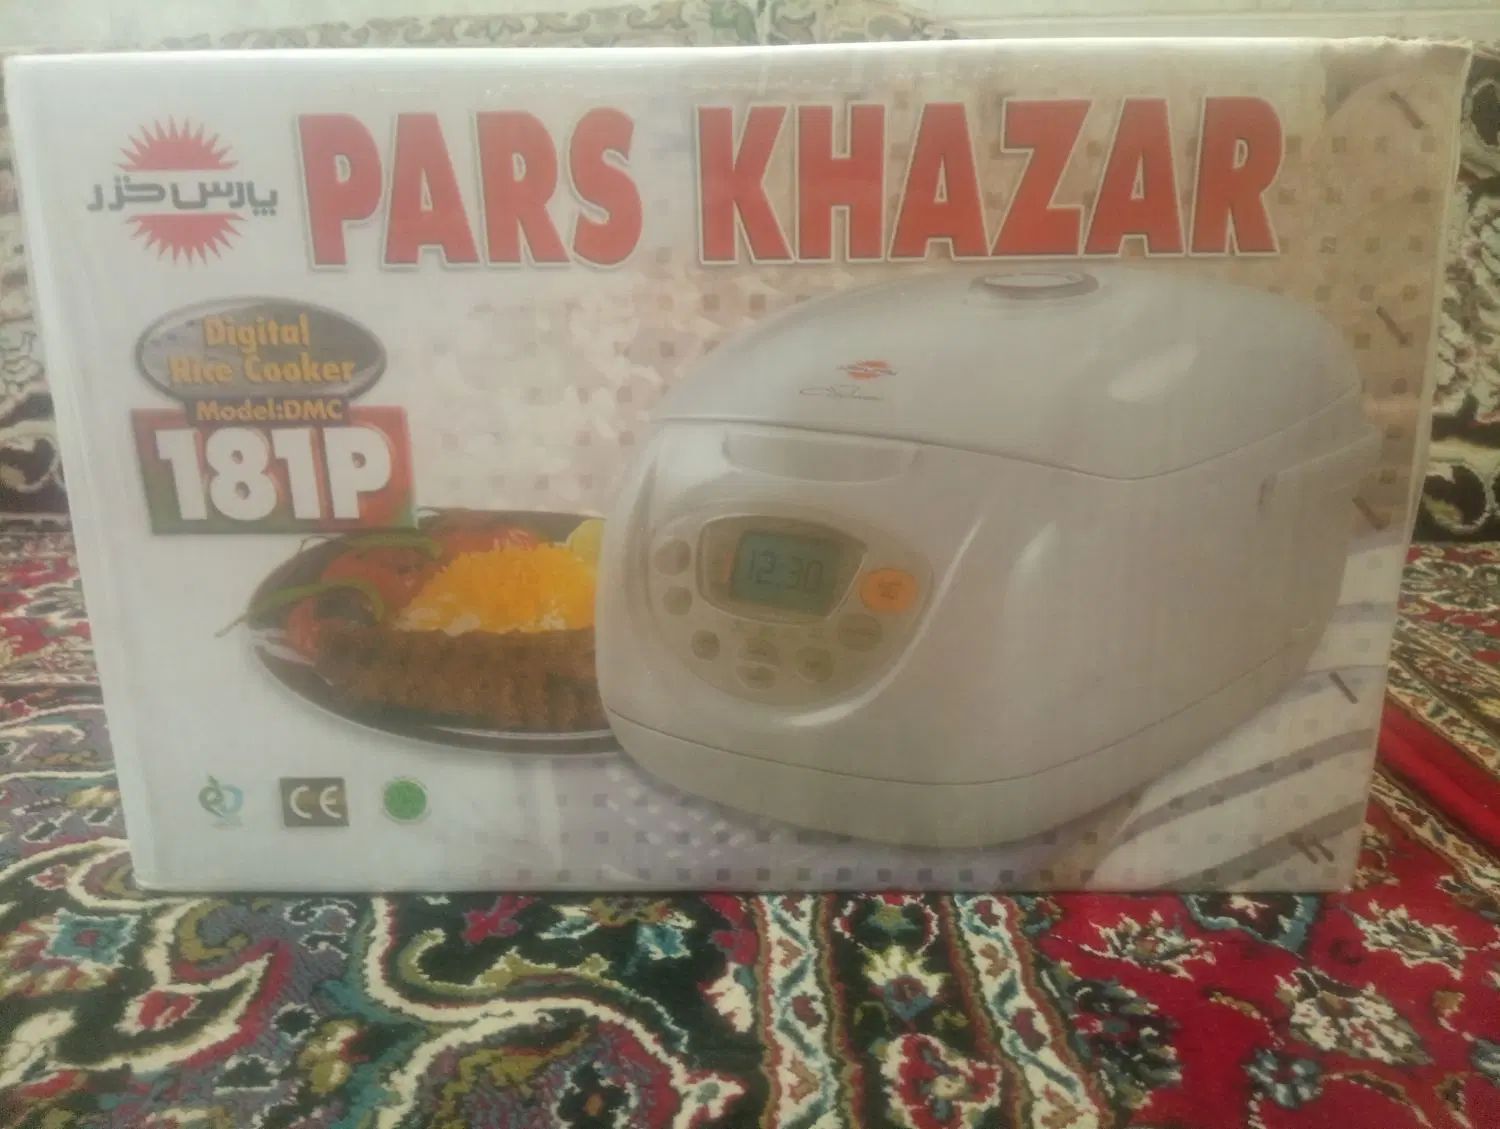 پارس خزر
PARS KHAZAR
Digital
Rice Cooker
Model:DMC
181P
12:30
CE